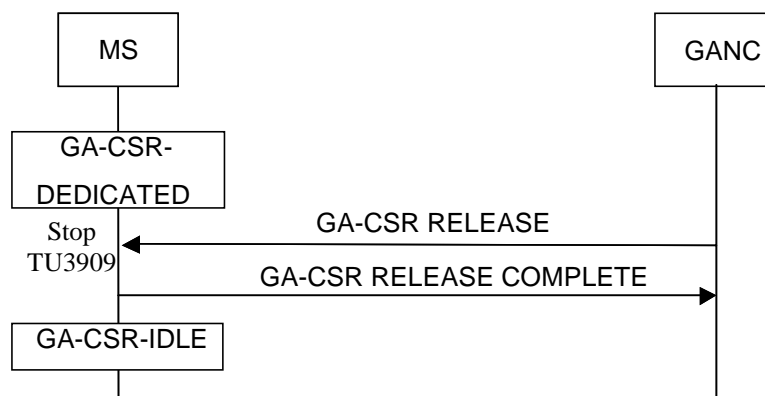 MS
GANC
GA-CSR-
DEDICATED
Stop
TU3909
GA-CSR RELEASE
GA-CSR RELEASE COMPLETE
GA-CSR-IDLE